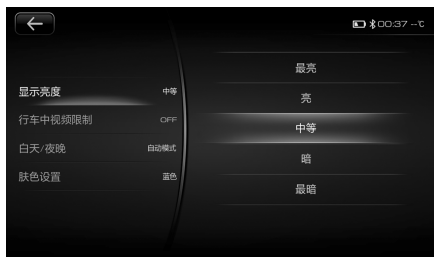 00:37 --℃
显示亮度 中等
行车中视频限制 OFF
白天/夜晚 自动模式
肤色设置 蓝色
最亮
亮
中等
暗
最暗